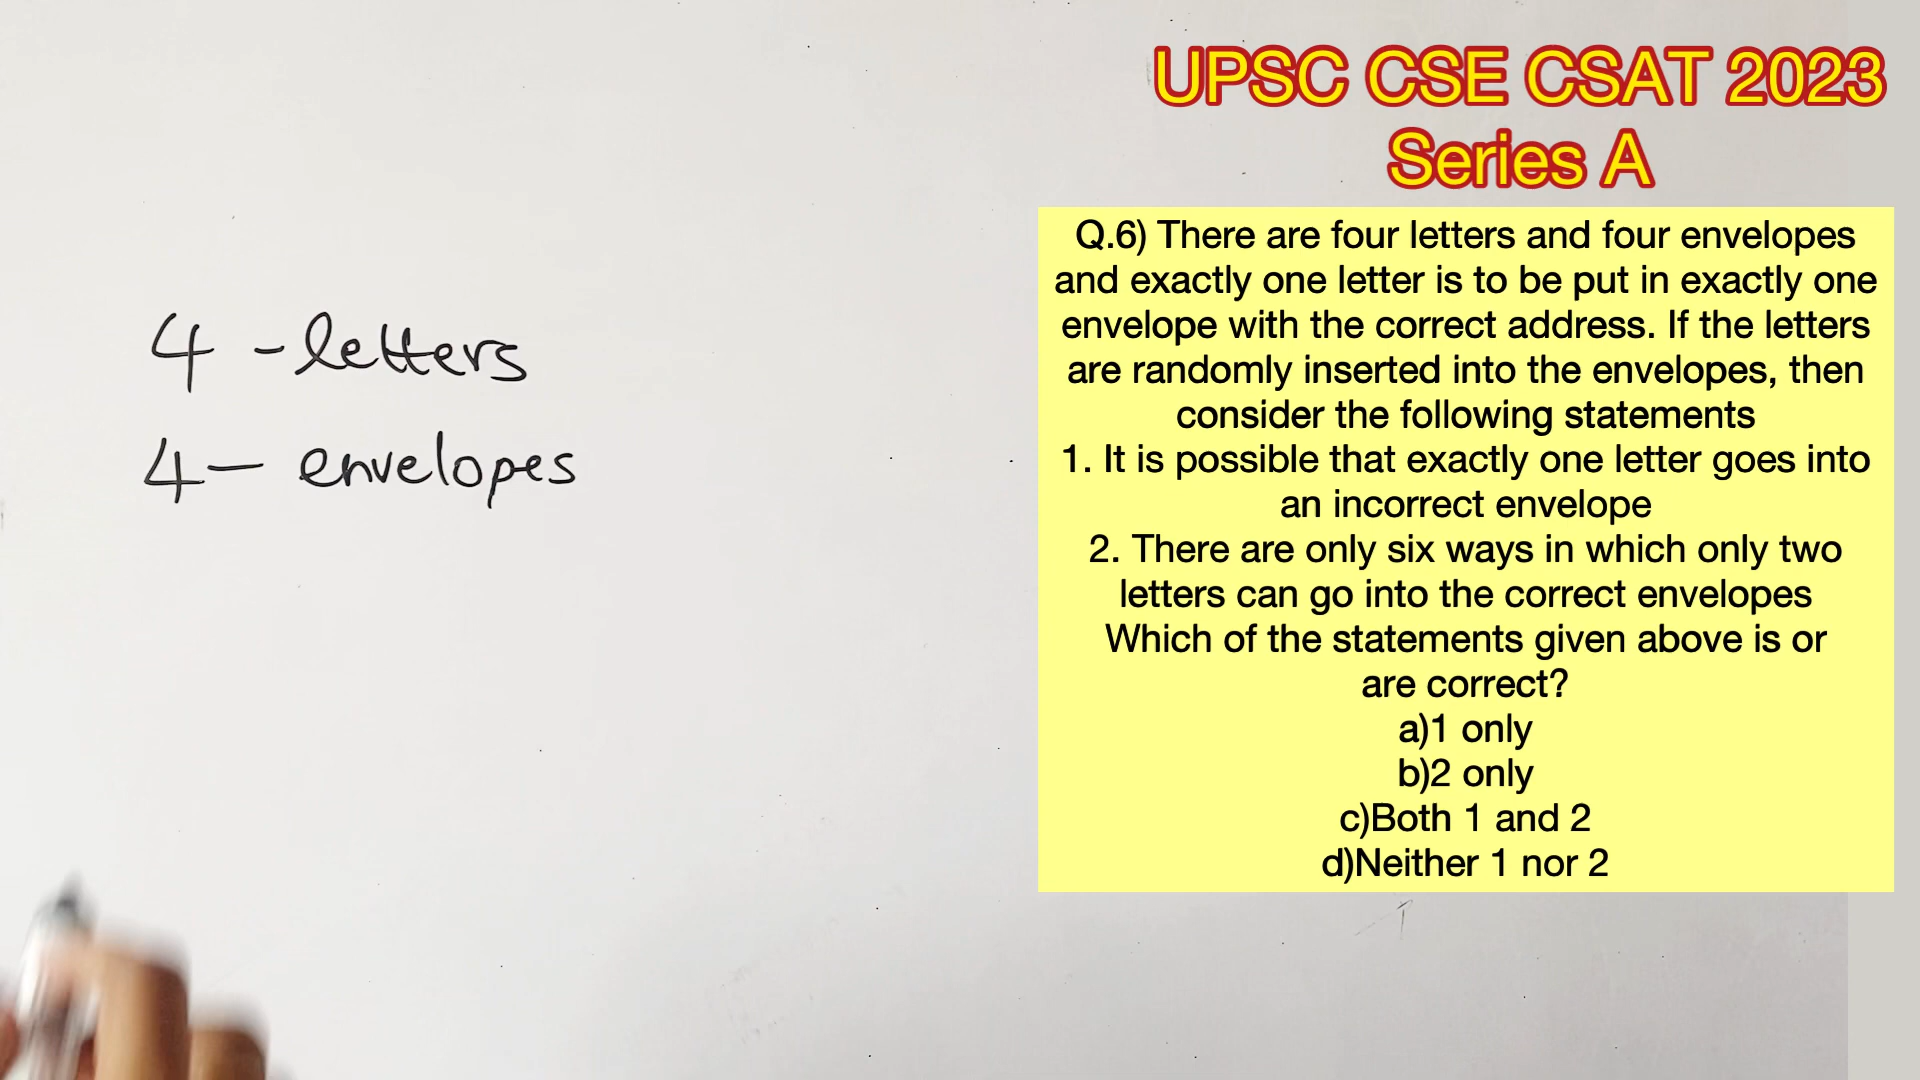 UPSC CSE CSAT 2023
Series A
4 - letters
4 - envelopes
Q.6) There are four letters and four envelopes
and exactly one letter is to be put in exactly one
envelope with the correct address. If the letters
are randomly inserted into the envelopes, then
consider the following statements
1. It is possible that exactly one letter goes into
an incorrect envelope
2. There are only six ways in which only two
letters can go into the correct envelopes
Which of the statements given above is or
are correct?
a)1 only
b)2 only
c)Both 1 and 2
d)Neither 1 nor 2